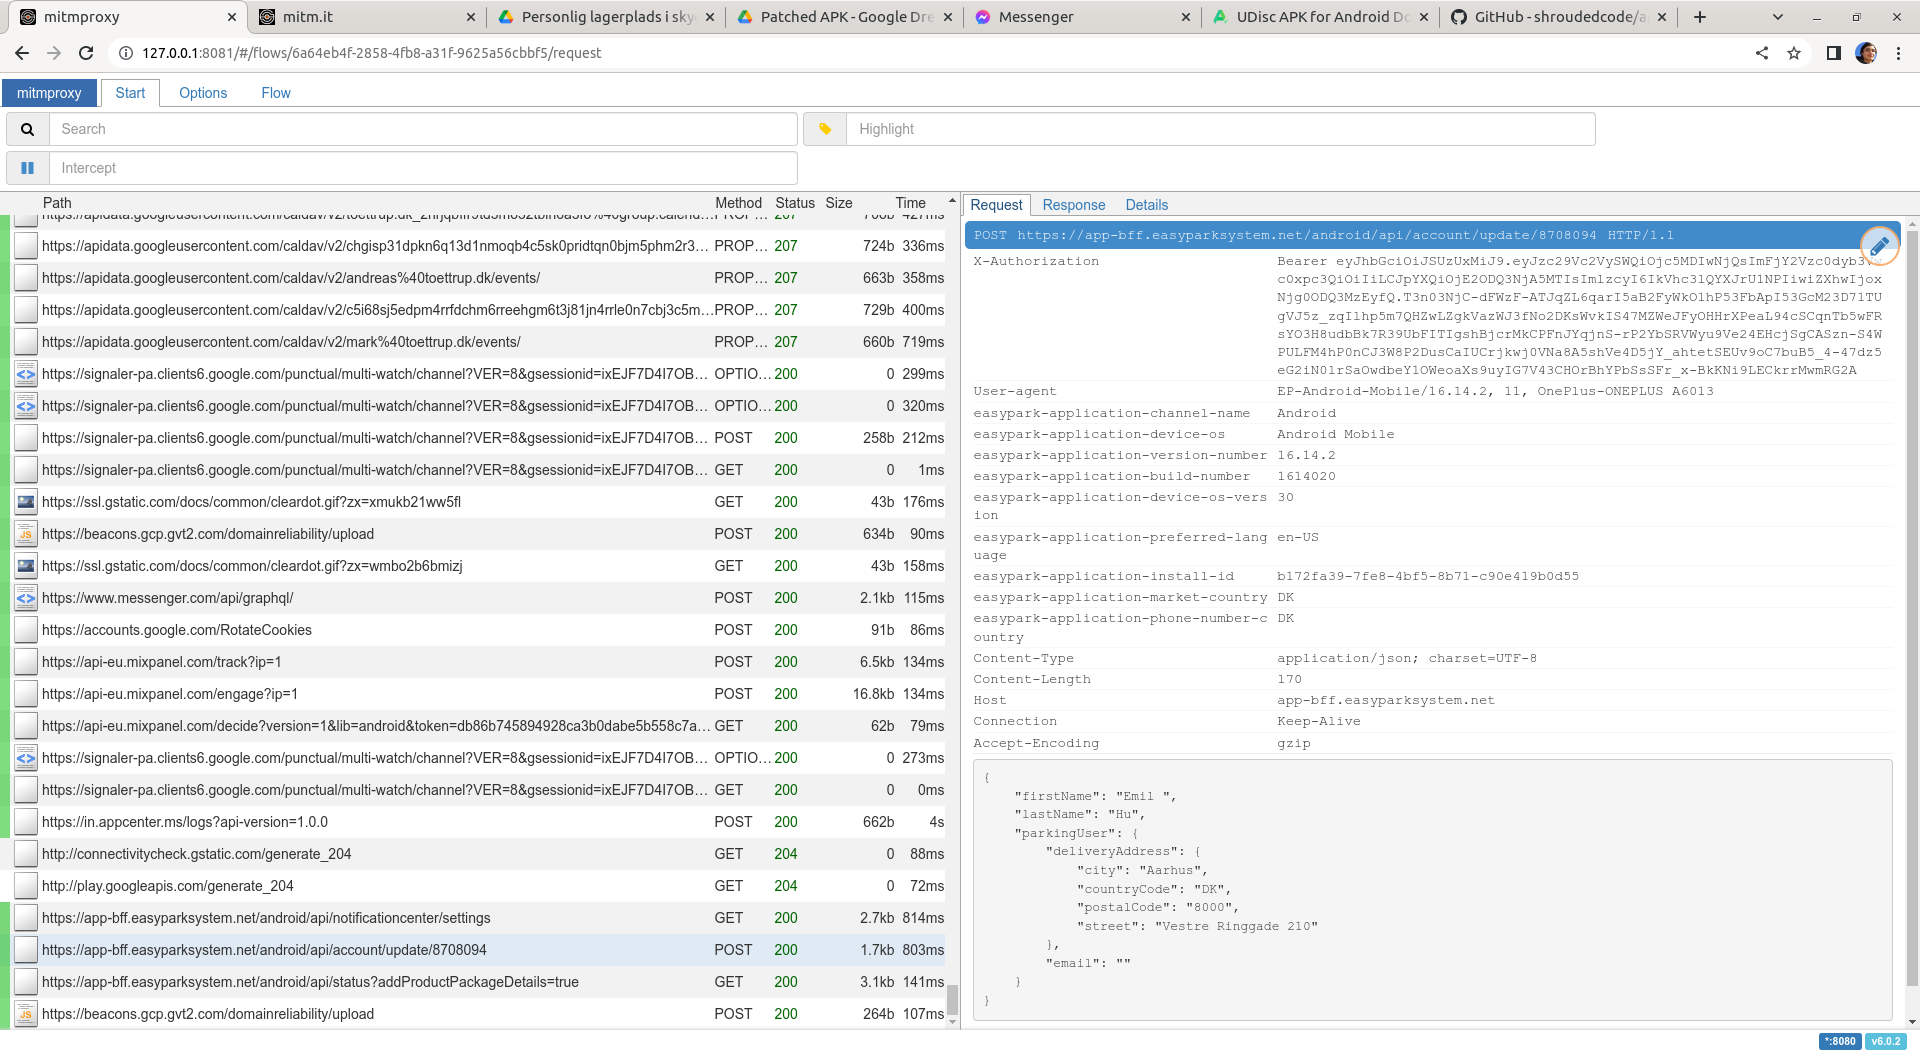 mitmproxy
mitm.it
Personlig lagerplads i sky
Patched APK - Google Dre
Messenger
UDisc APK for Android Do
GitHub - shroudedcode/a
127.0.0.1:8081/#/flows/6a64eb4f-2858-4fb8-a31f-9625a56cbbf5/request
mitmproxy Start Options Flow
Search
Highlight
Intercept
Path Method Status Size Time
https://apidata.googleusercontent.com/caldav/v2/chgisp31dpkn6q13d1nmoqb4c5sk0pridtqn0bjm5phm2r3… PROP… 207 724b 336ms
https://apidata.googleusercontent.com/caldav/v2/andreas%40toettrup.dk/events/ PROP… 207 663b 358ms
https://apidata.googleusercontent.com/caldav/v2/c5i68sj5edpm4rrfdchm6rreehgm6t3j81jn4rrle0n7cbj3c5m… PROP… 207 729b 400ms
https://apidata.googleusercontent.com/caldav/v2/mark%40toettrup.dk/events/ PROP… 207 660b 719ms
https://signaler-pa.clients6.google.com/punctual/multi-watch/channel?VER=8&gsessionid=ixEJF7D4I7OB… OPTIO… 200 0 299ms
https://signaler-pa.clients6.google.com/punctual/multi-watch/channel?VER=8&gsessionid=ixEJF7D4I7OB… OPTIO… 200 0 320ms
https://signaler-pa.clients6.google.com/punctual/multi-watch/channel?VER=8&gsessionid=ixEJF7D4I7OB… POST 200 258b 212ms
https://signaler-pa.clients6.google.com/punctual/multi-watch/channel?VER=8&gsessionid=ixEJF7D4I7OB… GET 200 0 1ms
https://ssl.gstatic.com/docs/common/cleardot.gif?zx=xmukb21ww5fl GET 200 43b 176ms
https://beacons.gcp.gvt2.com/domainreliability/upload POST 200 634b 90ms
https://ssl.gstatic.com/docs/common/cleardot.gif?zx=wmbo2b6bmizj GET 200 43b 158ms
https://www.messenger.com/api/graphql/ POST 200 2.1kb 115ms
https://accounts.google.com/RotateCookies POST 200 91b 86ms
https://api-eu.mixpanel.com/track?ip=1 POST 200 6.5kb 134ms
https://api-eu.mixpanel.com/engage?ip=1 POST 200 16.8kb 134ms
https://api-eu.mixpanel.com/decide?version=1&lib=android&token=db86b745894928ca3b0dabe5b558c7a… GET 200 62b 79ms
https://signaler-pa.clients6.google.com/punctual/multi-watch/channel?VER=8&gsessionid=ixEJF7D4I7OB… OPTIO… 200 0 273ms
https://signaler-pa.clients6.google.com/punctual/multi-watch/channel?VER=8&gsessionid=ixEJF7D4I7OB… GET 200 0 0ms
https://in.appcenter.ms/logs?api-version=1.0.0 POST 200 662b 4s
http://connectivitycheck.gstatic.com/generate_204 GET 204 0 88ms
http://play.googleapis.com/generate_204 GET 204 0 72ms
https://app-bff.easyparksystem.net/android/api/notificationcenter/settings GET 200 2.7kb 814ms
https://app-bff.easyparksystem.net/android/api/account/update/8708094 POST 200 1.7kb 803ms
https://app-bff.easyparksystem.net/android/api/status?addProductPackageDetails=true GET 200 3.1kb 141ms
https://beacons.gcp.gvt2.com/domainreliability/upload POST 200 264b 107ms
Request Response Details
POST https://app-bff.easyparksystem.net/android/api/account/update/8708094 HTTP/1.1
X-Authorization Bearer
User-agent EP-Android-Mobile/16.14.2, 11, OnePlus-ONEPLUS A6013
easypark-application-channel-name Android
easypark-application-device-os Android Mobile
easypark-application-version-number 16.14.2
easypark-application-build-number 1614020
easypark-application-device-os-vers 30
ion
easypark-application-preferred-lang en-US
uage
easypark-application-install-id b172fa39-7fe8-4bf5-8b71-c90e419b0d55
easypark-application-market-country DK
easypark-application-phone-number-c DK
ountry
Content-Type application/json; charset=UTF-8
Content-Length 170
Host app-bff.easyparksystem.net
Connection Keep-Alive
Accept-Encoding gzip
{
"firstName": "Emil ",
"lastName": "Hu",
"parkingUser": {
"deliveryAddress": {
"city": "Aarhus",
"countryCode": "DK",
"postalCode": "8000",
"street": "Vestre Ringgade 210"
},
"email": ""
}
}
*:8080 v6.0.2